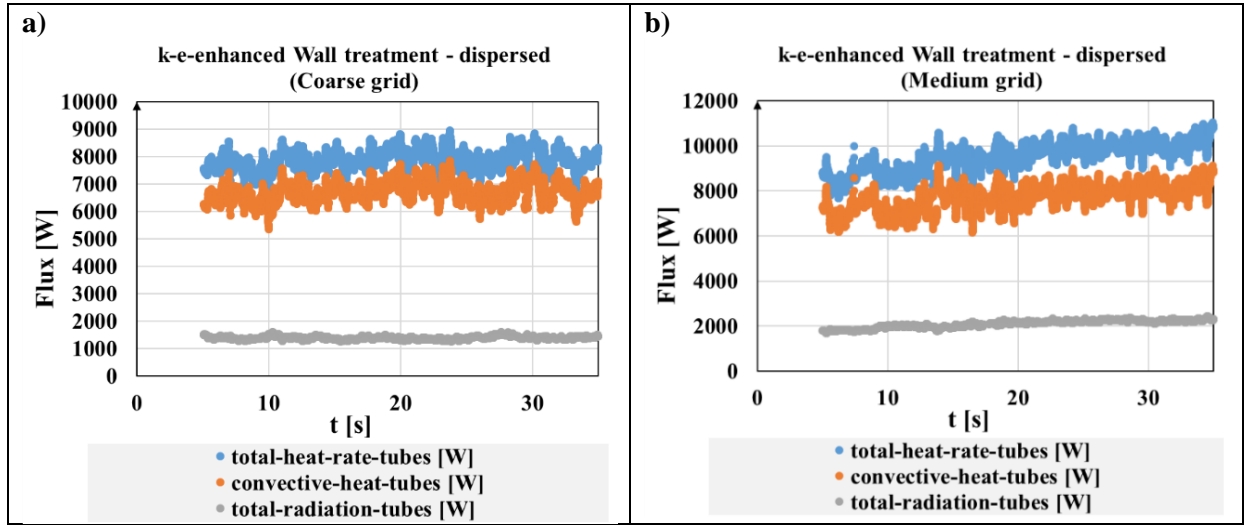 a)
k-e-enhanced Wall treatment - dispersed
(Coarse grid)
10000
9000
8000
7000
6000
5000
4000
3000
2000
1000
0
Flux [W]
0 10 20 30
t [s]
total-heat-rate-tubes [W]
convective-heat-tubes [W]
total-radiation-tubes [W]
b)
k-e-enhanced Wall treatment - dispersed
(Medium grid)
12000
10000
8000
6000
4000
2000
0
Flux [W]
0 10 20 30
t [s]
total-heat-rate-tubes [W]
convective-heat-tubes [W]
total-radiation-tubes [W]